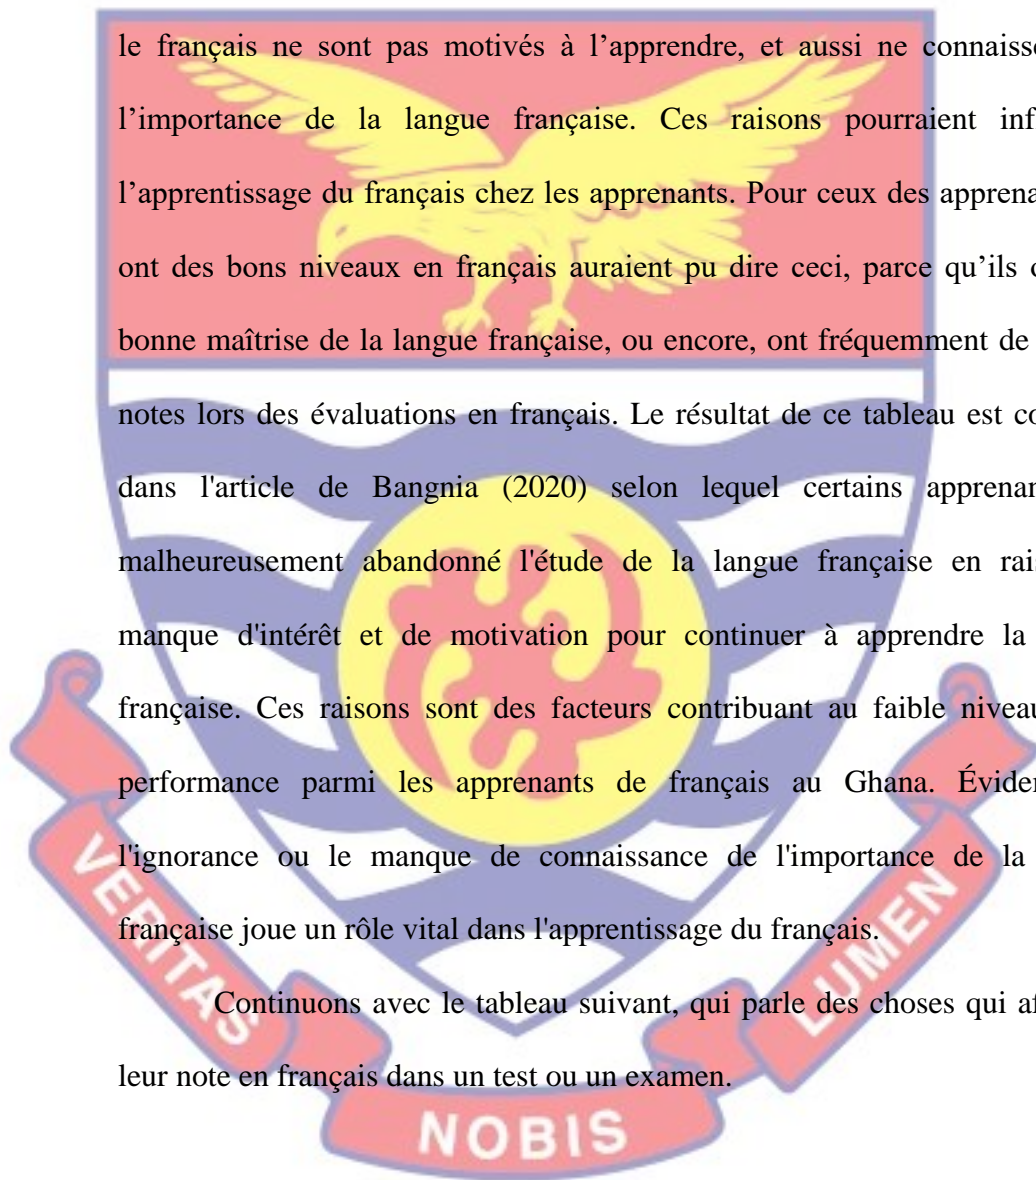 le français ne sont pas motivés à l’apprendre, et aussi ne connaiss
l’importance de la langue française. Ces raisons pourraient inf
l’apprentissage du français chez les apprenants. Pour ceux des apprena
ont des bons niveaux en français auraient pu dire ceci, parce qu’ils
bonne maîtrise de la langue française, ou encore, ont fréquemment de
notes lors des évaluations en français. Le résultat de ce tableau est co
dans l'article de Bangnia (2020) selon lequel certains apprenan
malheureusement abandonné l'étude de la langue française en rai
manque d'intérêt et de motivation pour continuer à apprendre la
française. Ces raisons sont des facteurs contribuant au faible niveau
performance parmi les apprenants de français au Ghana. Éviden
l'ignorance ou le manque de connaissance de l'importance de la
française joue un rôle vital dans l'apprentissage du français.
Continuons avec le tableau suivant, qui parle des choses qui a
leur note en français dans un test ou un examen.
VERITAS
NOBIS
LUMEN